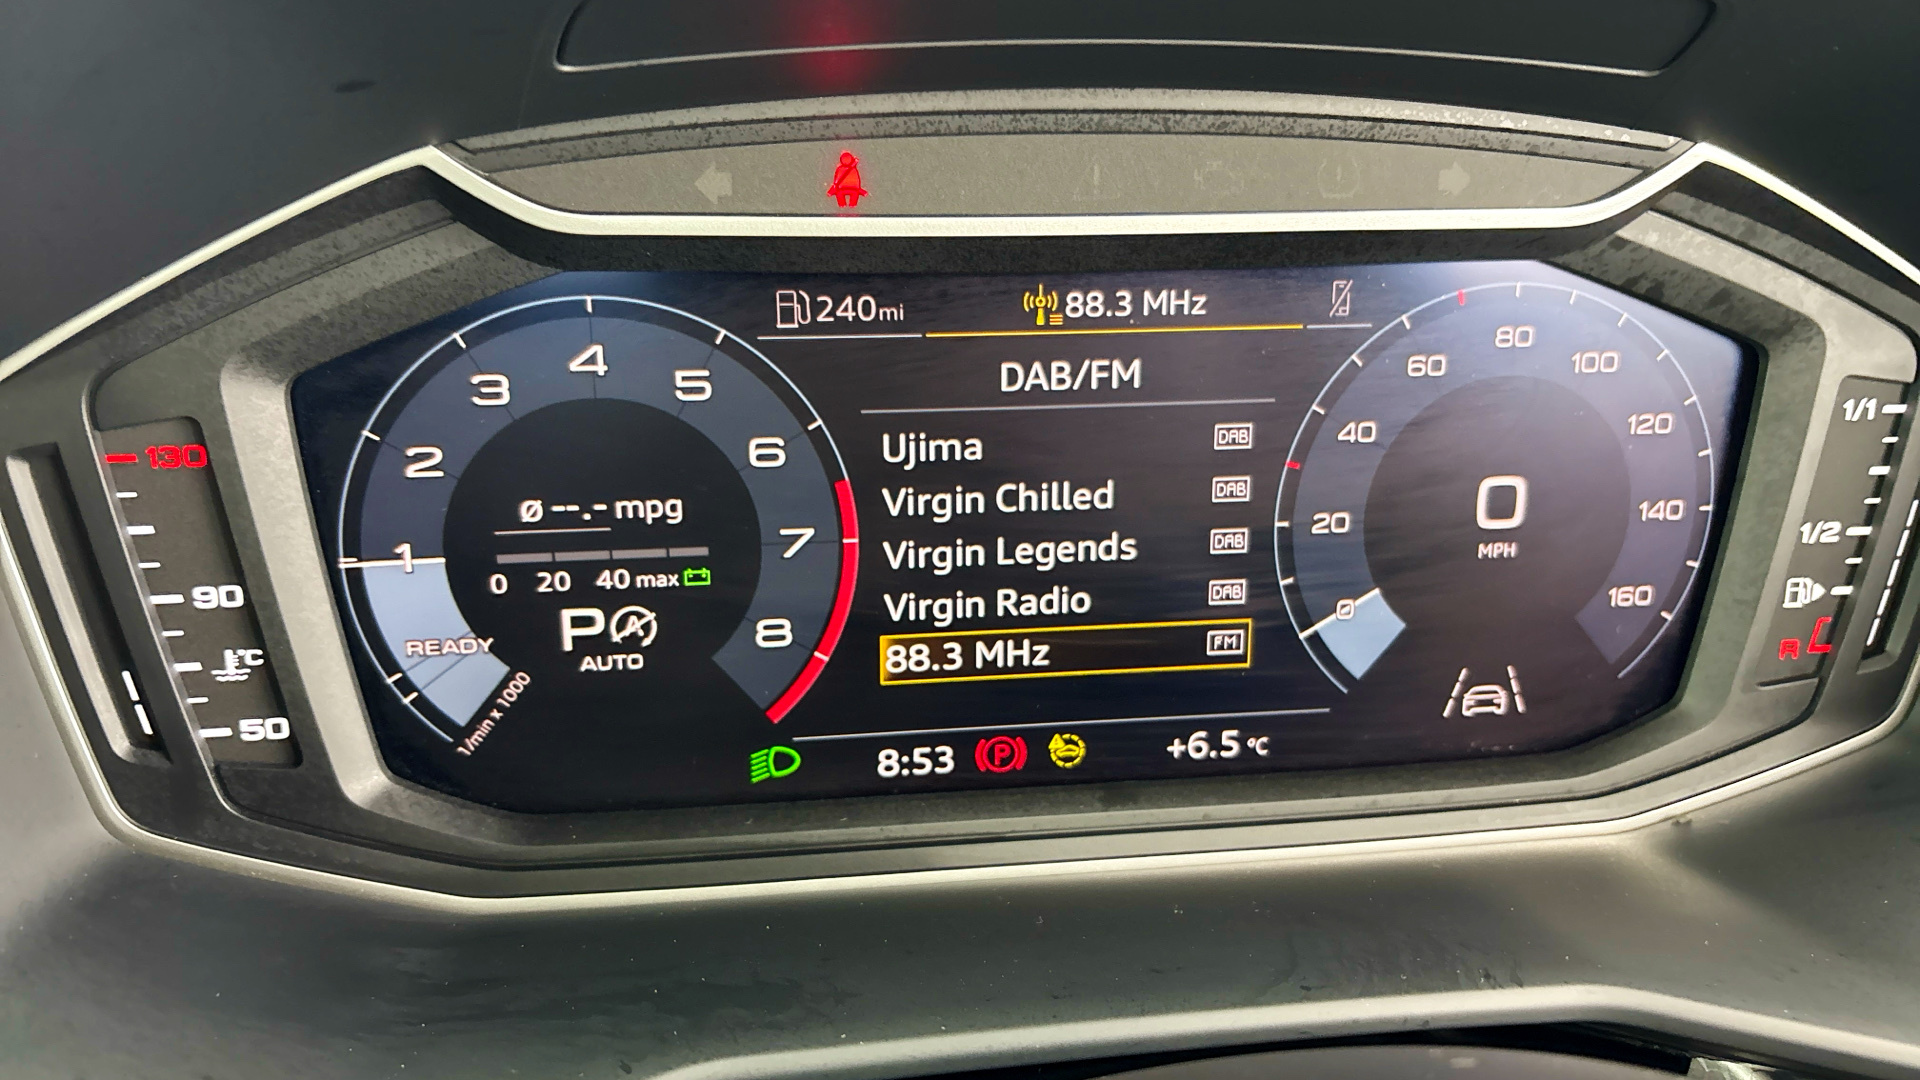 240mi
88.3 MHz
DAB/FM
Ujima DAB
Virgin Chilled DAB
Virgin Legends DAB
Virgin Radio DAB
88.3 MHz FM
8:53 P +6.5 °C
1 2 3 4 5 6 7 8
ø --.- mpg
0 20 40 max
P A
AUTO
READY
1/min x 1000
0 20 40 60 80 100 120 140 160
0
MPH
130
90
°C
50
1/1
1/2
R